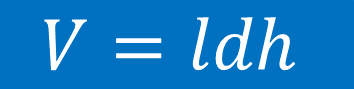 V = ldh